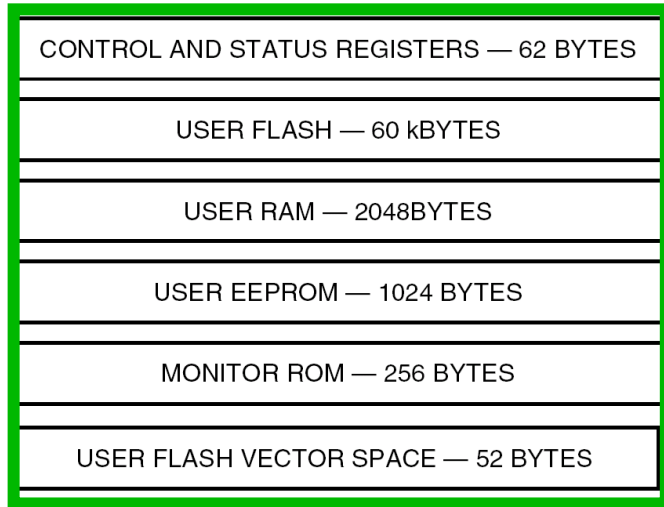 CONTROL AND STATUS REGISTERS — 62 BYTES
USER FLASH — 60 kBYTES
USER RAM — 2048BYTES
USER EEPROM — 1024 BYTES
MONITOR ROM — 256 BYTES
USER FLASH VECTOR SPACE — 52 BYTES